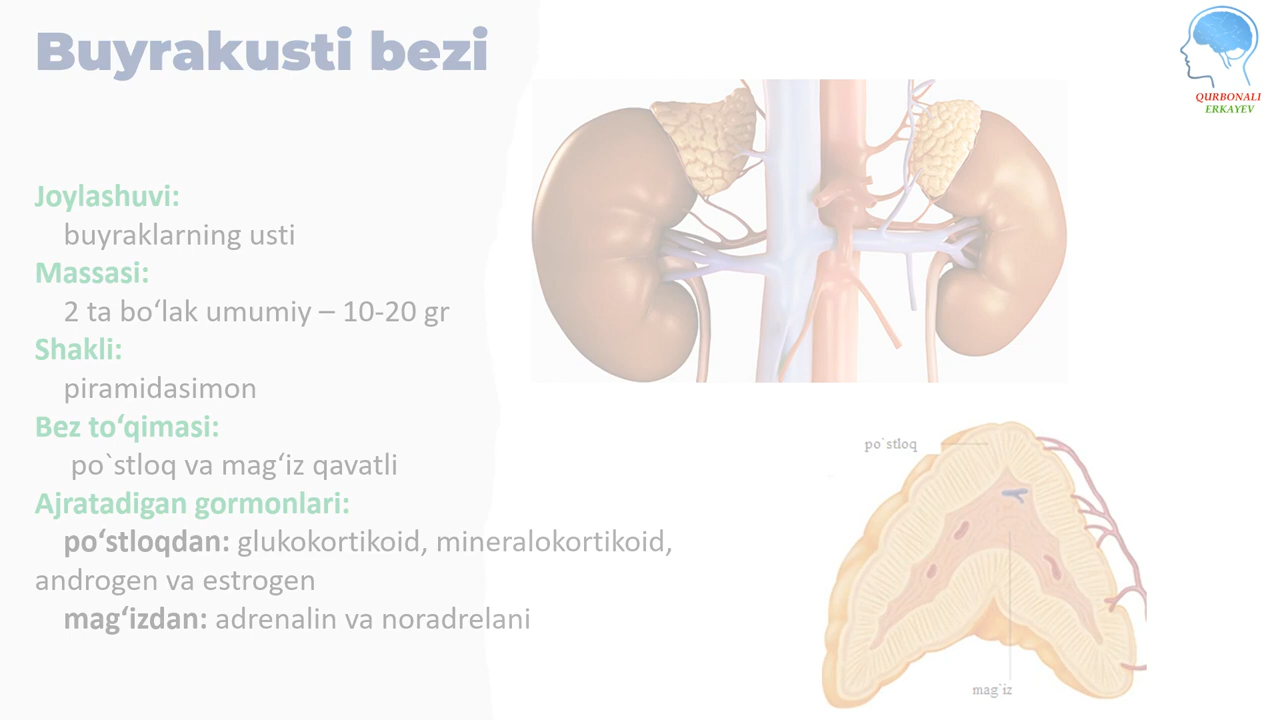 Buyrakusti bezi
QURBONALI
ERKAYEV
Joylashuvi:
buyraklarning usti
Massasi:
2 ta bo‘lak umumiy – 10-20 gr
Shakli:
piramidasimon
Bez to‘qimasi:
po`stloq va mag‘iz qavatli
Ajratadigan gormonlari:
po‘stloqdan: glukokortikoid, mineralokortikoid,
androgen va estrogen
mag‘izdan: adrenalin va noradrelani
po`stloq
mag`iz